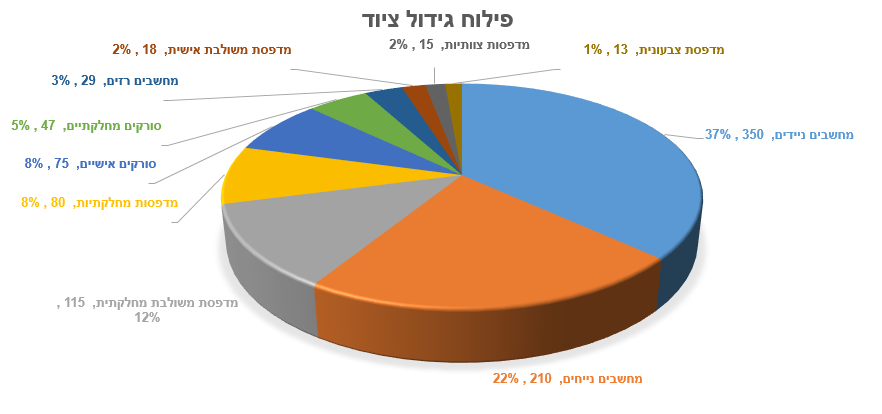 פילוח גידול ציוד
מחשבים ניידים, 350 , 37%
מחשבים נייחים, 210 , 22%
מדפסת משולבת מחלקתית, 115 ,
12%
מדפסות מחלקתיות, 80 , 8%
סורקים אישיים, 75 , 8%
סורקים מחלקתיים, 47 , 5%
מחשבים רזים, 29 , 3%
מדפסת משולבת אישית, 18 , 2%
מדפסות צוותיות, 15 , 2%
מדפסת צבעונית, 13 , 1%